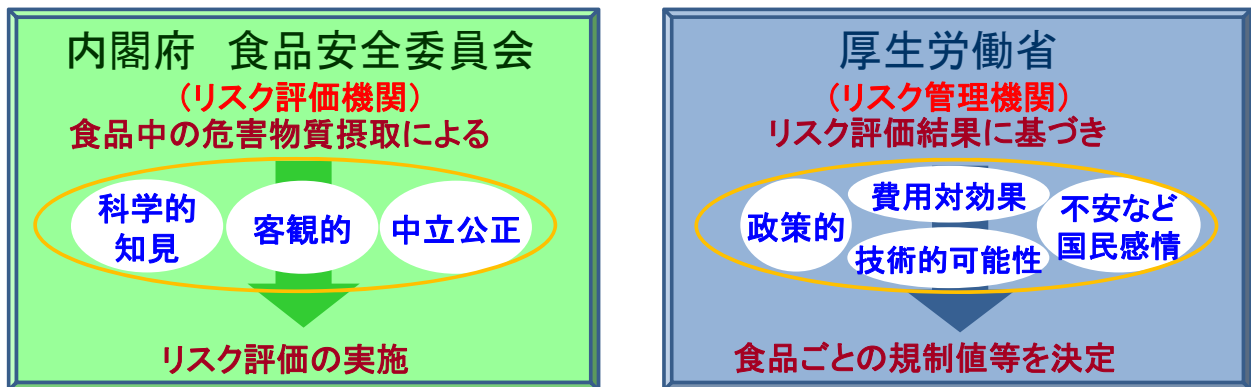 内閣府　食品安全委員会
（リスク評価機関）
食品中の危害物質摂取による
科学的
知見
客観的
中立公正
リスク評価の実施
厚生労働省
（リスク管理機関）
リスク評価結果に基づき
政策的
費用対効果
技術的可能性
不安など
国民感情
食品ごとの規制値等を決定